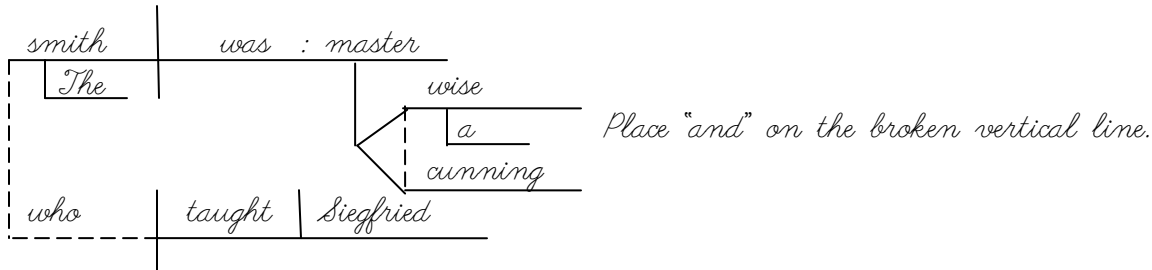 smith was : master
The
wise
a
Place "and" on the broken vertical line.
cunning
who taught Siegfried